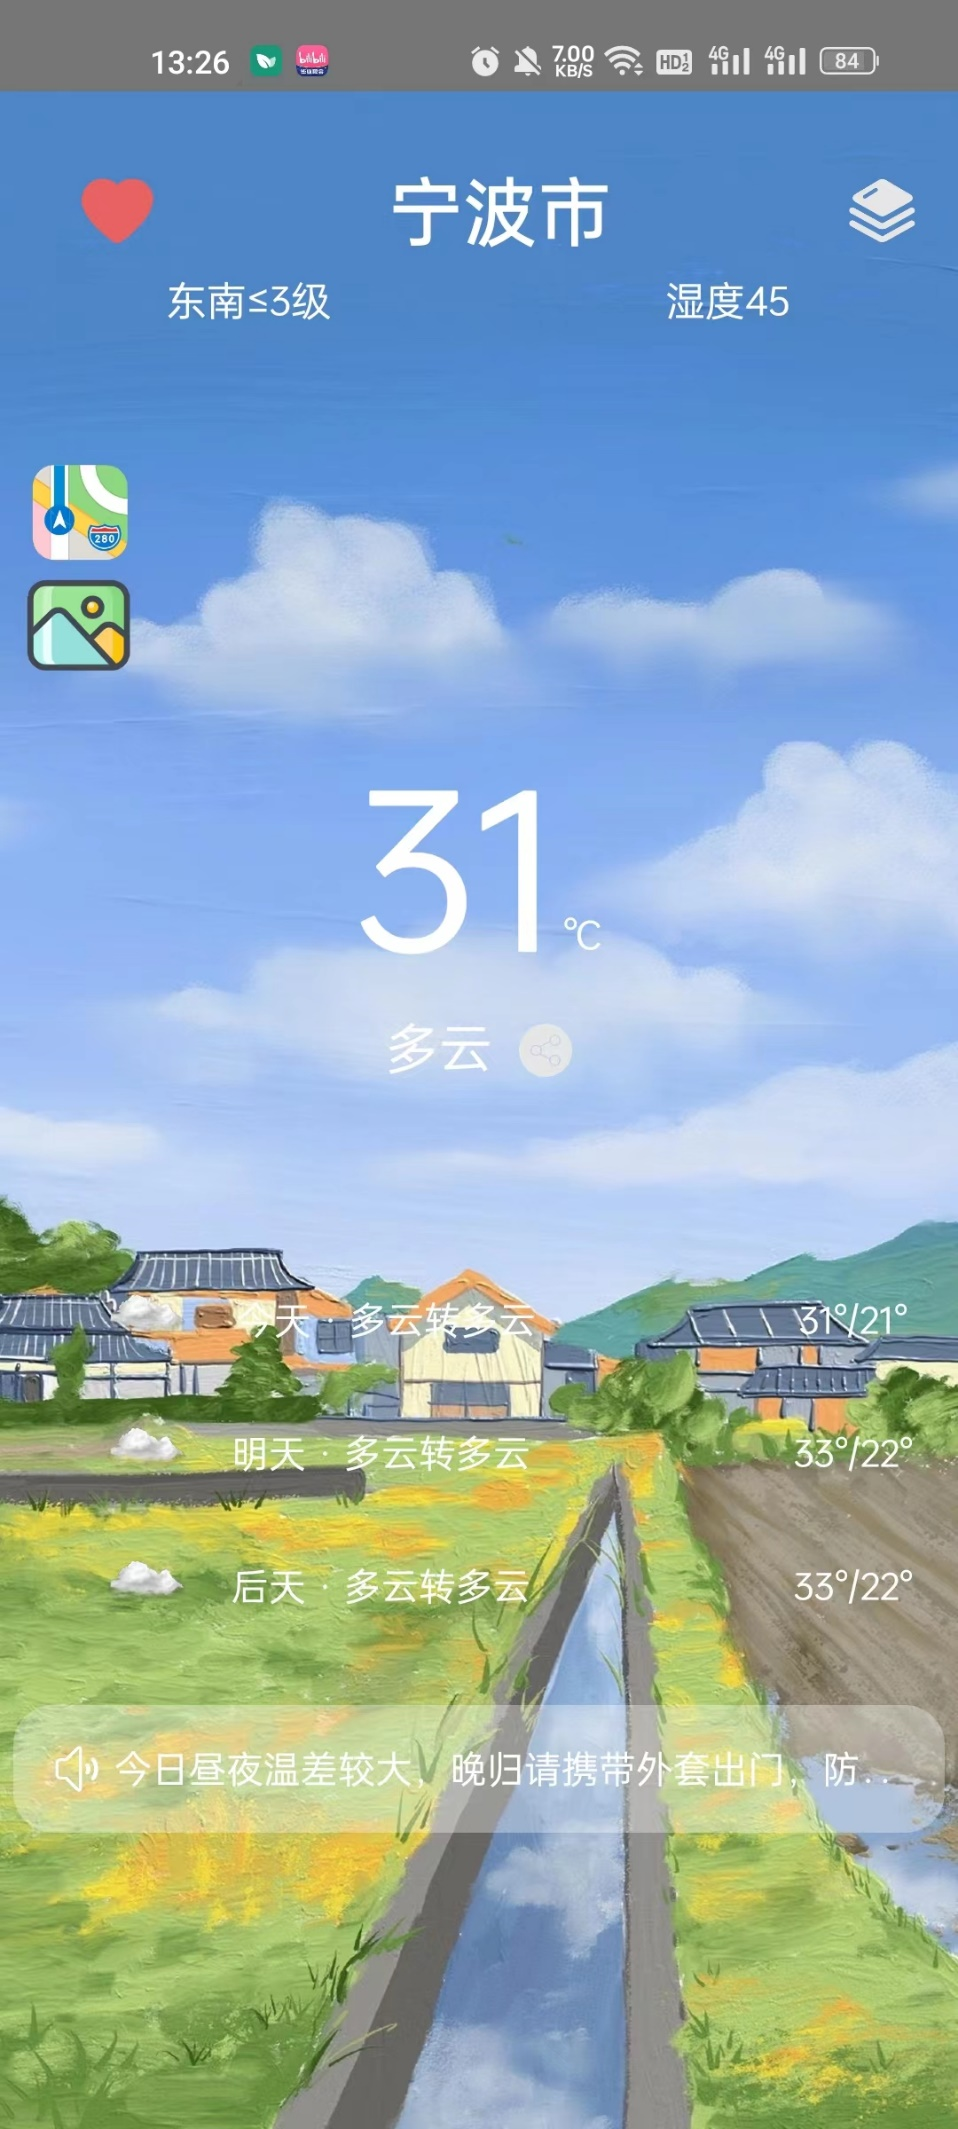 13:26 7.00 KB/S HD 4G 4G 84
宁波市
东南≤3级 湿度45
280
31℃
多云
今天 · 多云转多云 31°/21°
明天 · 多云转多云 33°/22°
后天 · 多云转多云 33°/22°
今日昼夜温差较大，晚归请携带外套出门，防...